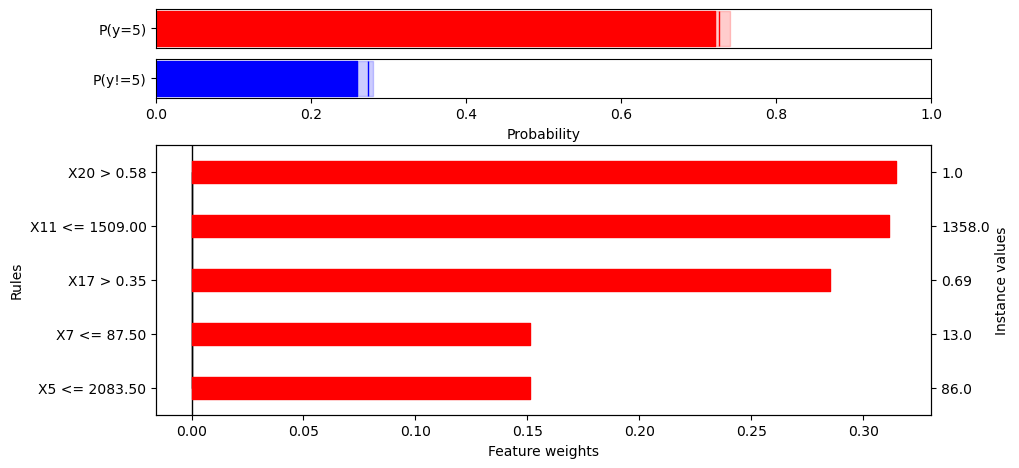 P(y=5)
P(y!=5)
0.0 0.2 0.4 0.6 0.8 1.0
Probability
X20 > 0.58 1.0
X11 <= 1509.00 1358.0
X17 > 0.35 0.69
X7 <= 87.50 13.0
X5 <= 2083.50 86.0
Rules
Instance values
0.00 0.05 0.10 0.15 0.20 0.25 0.30
Feature weights